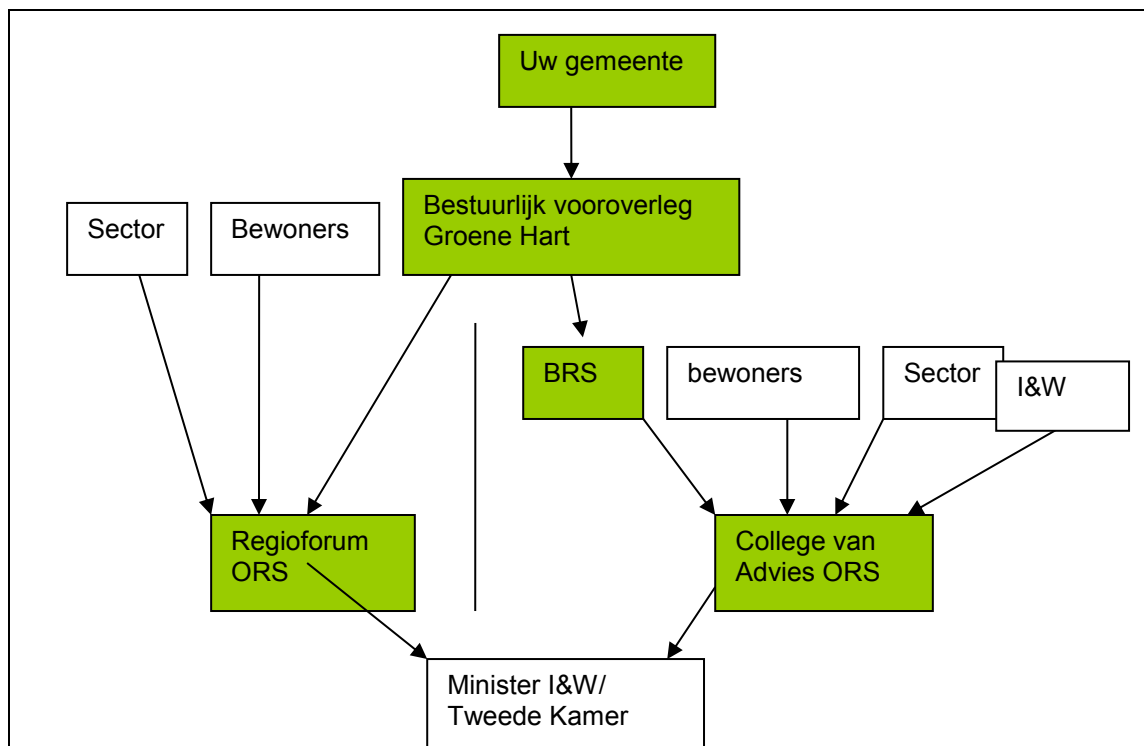 Uw gemeente
Bestuurlijk vooroverleg
Groene Hart
Sector
Bewoners
BRS
bewoners
Sector
I&W
Regioforum
ORS
College van
Advies ORS
Minister I&W/
Tweede Kamer